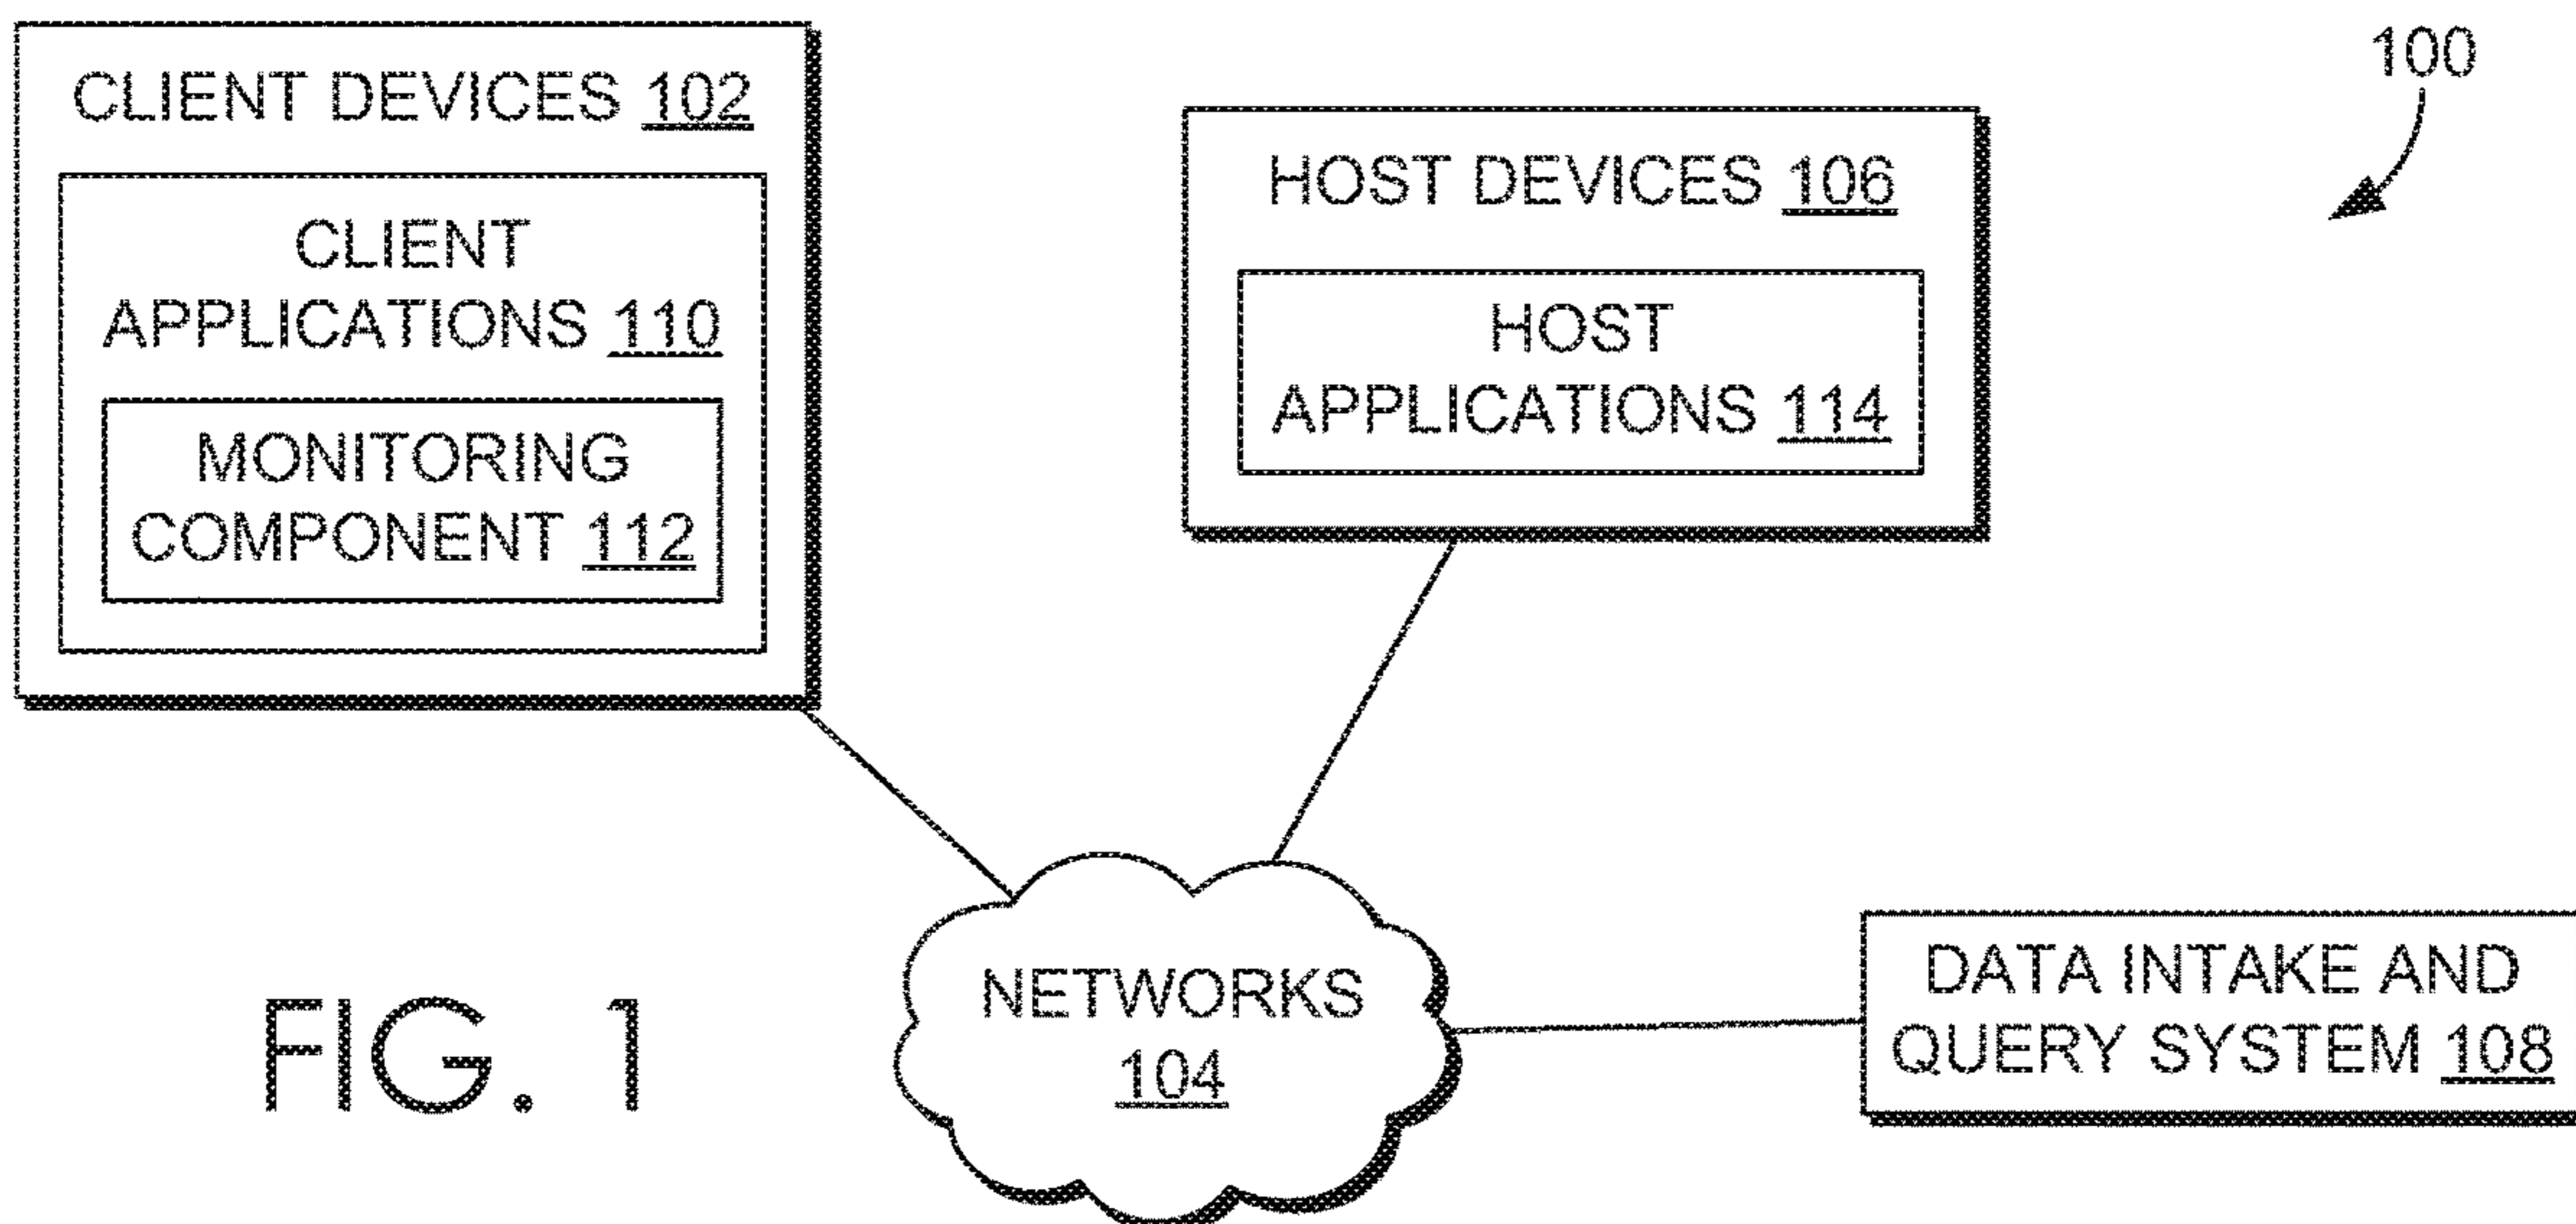 CLIENT DEVICES 102
CLIENT
APPLICATIONS 110
MONITORING
COMPONENT 112
HOST DEVICES 106
HOST
APPLICATIONS 114
100
NETWORKS
104
DATA INTAKE AND
QUERY SYSTEM 108
FIG. 1